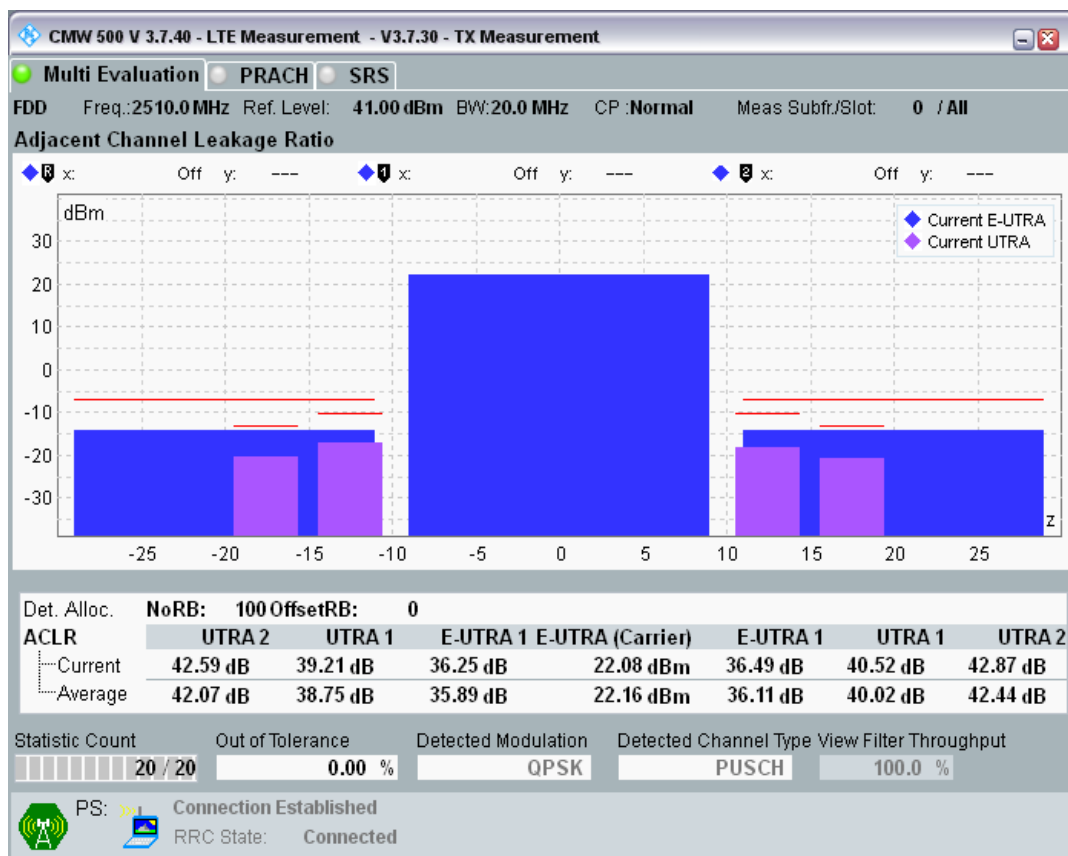 CMW 500 V 3.7.40 - LTE Measurement - V3.7.30 - TX Measurement
Multi Evaluation PRACH SRS
FDD Freq.:2510.0 MHz Ref. Level: 41.00 dBm BW:20.0 MHz CP :Normal Meas Subfr./Slot: 0 / All
Adjacent Channel Leakage Ratio
R x: Off y: --- 1 x: Off y: --- 2 x: Off y: ---
dBm
Current E-UTRA
Current UTRA
30
20
10
0
-10
-20
-30
z
-25 -20 -15 -10 -5 0 5 10 15 20 25
Det. Alloc. NoRB: 100 OffsetRB: 0
ACLR UTRA 2 UTRA 1 E-UTRA 1 E-UTRA (Carrier) E-UTRA 1 UTRA 1 UTRA 2
Current 42.59 dB 39.21 dB 36.25 dB 22.08 dBm 36.49 dB 40.52 dB 42.87 dB
Average 42.07 dB 38.75 dB 35.89 dB 22.16 dBm 36.11 dB 40.02 dB 42.44 dB
Statistic Count Out of Tolerance Detected Modulation Detected Channel Type View Filter Throughput
20 / 20 0.00 % QPSK PUSCH 100.0 %
PS: Connection Established
RRC State: Connected